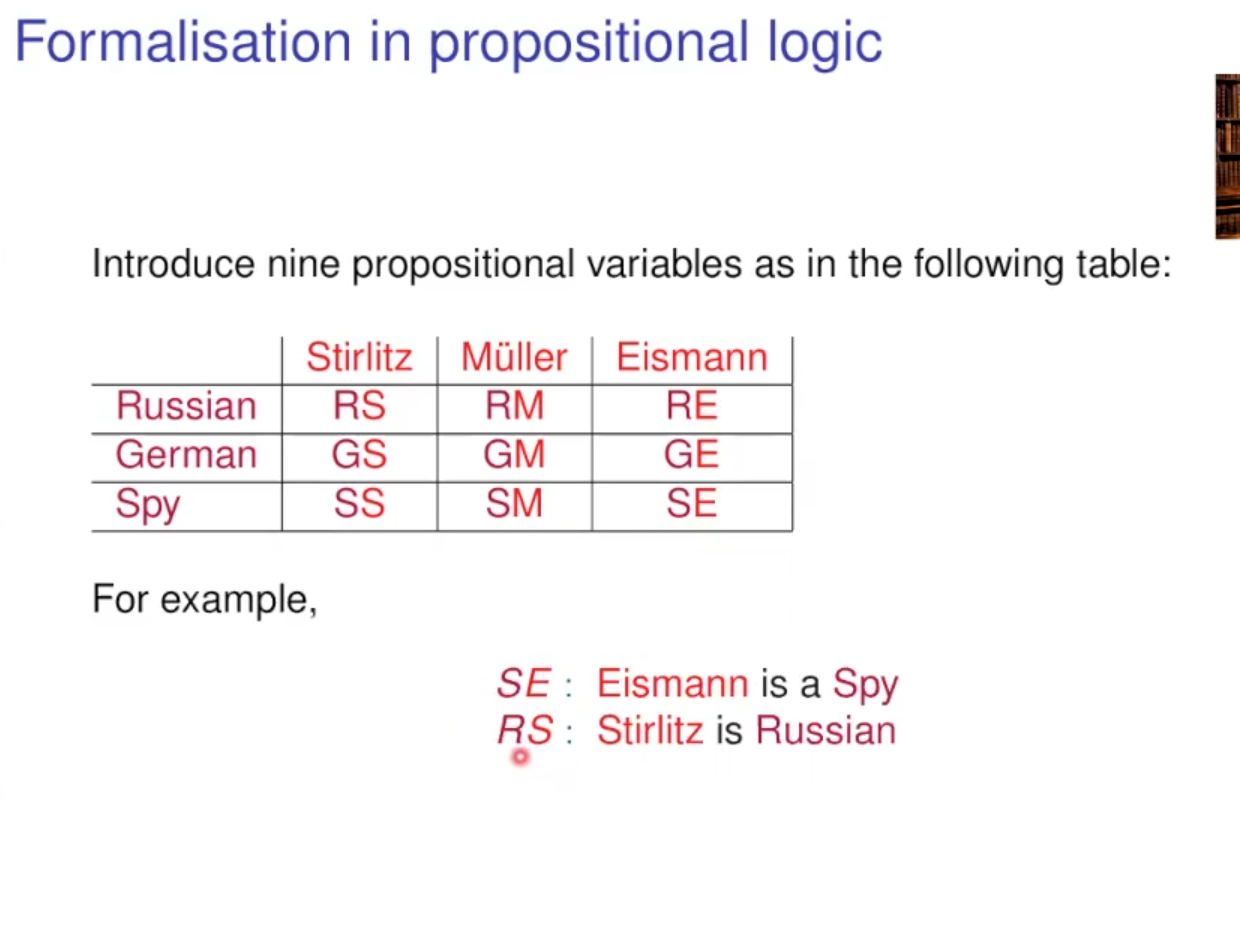 Formalisation in propositional logic
Introduce nine propositional variables as in the following table:
Stirlitz Müller Eismann
Russian RS RM RE
German GS GM GE
Spy SS SM SE
For example,
SE : Eismann is a Spy
RS : Stirlitz is Russian